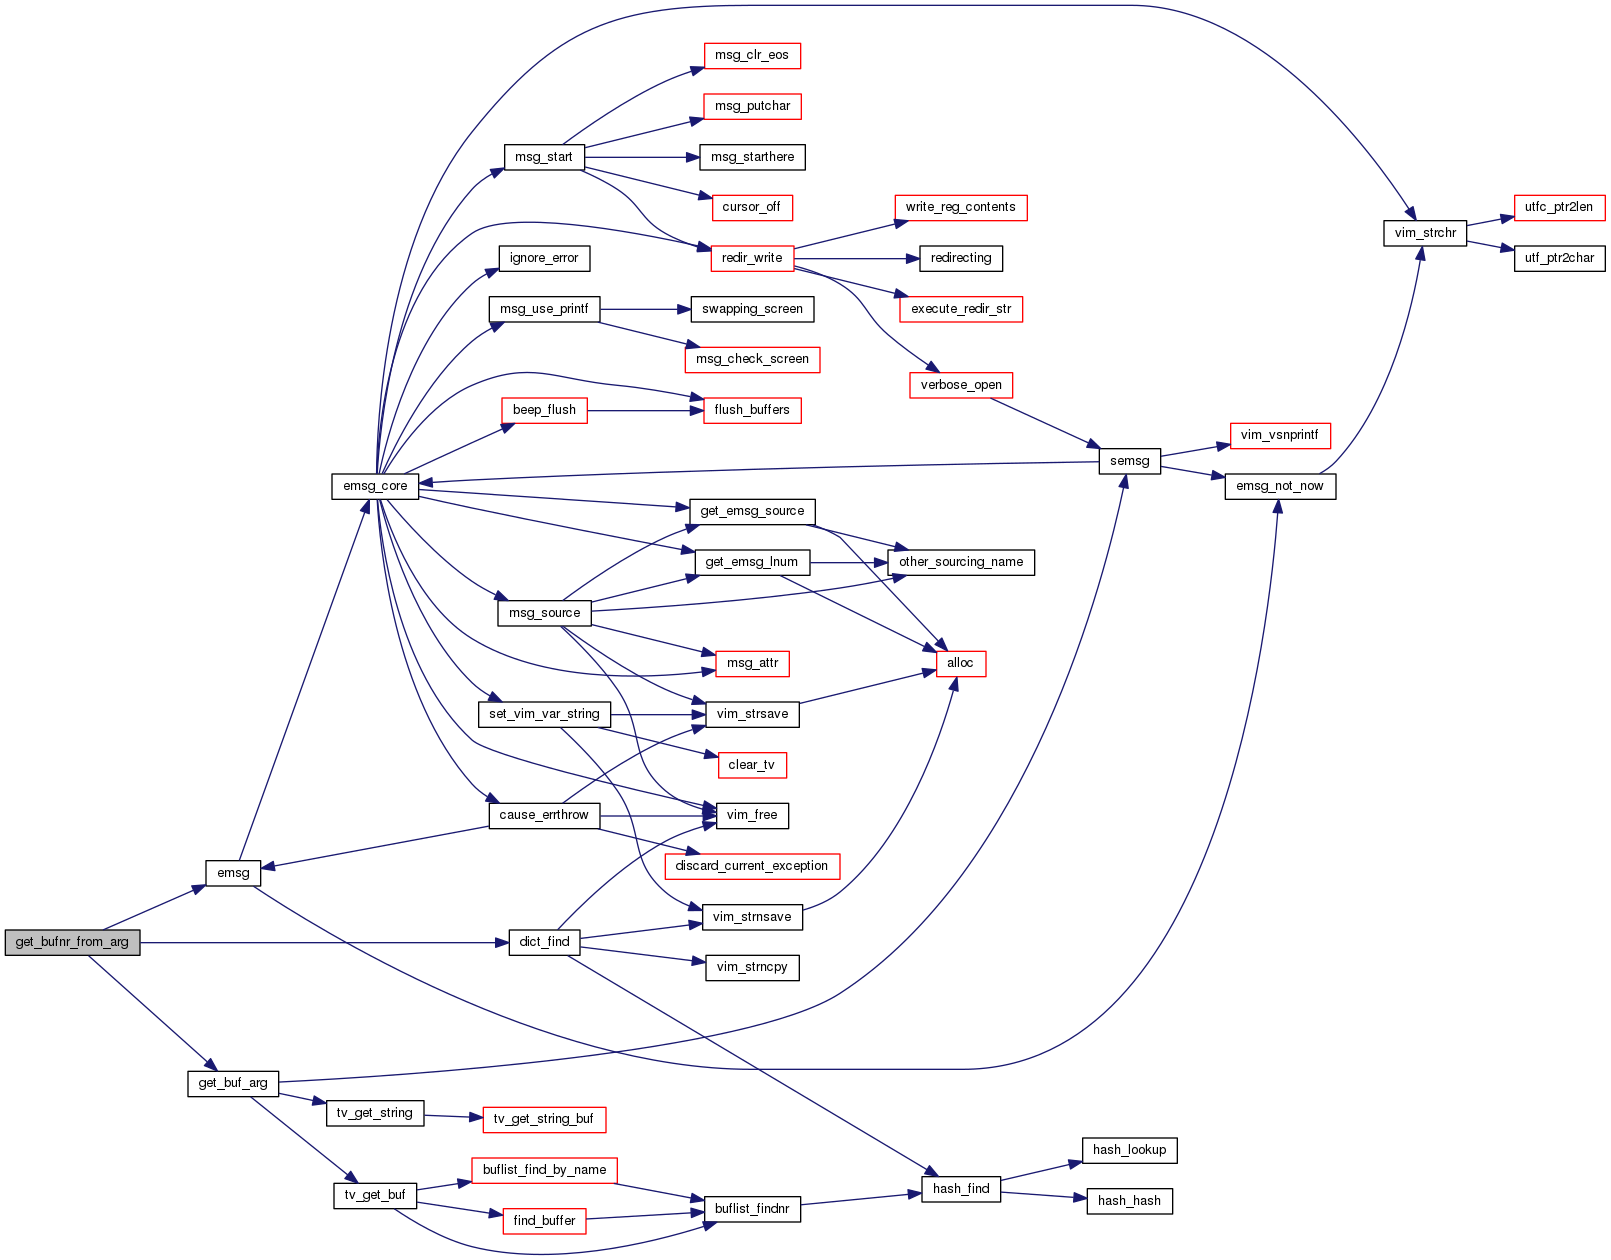 msg_clr_eos
msg_putchar
msg_start
msg_starthere
cursor_off
write_reg_contents
utfc_ptr2len
vim_strchr
ignore_error
redir_write
redirecting
utf_ptr2char
msg_use_printf
swapping_screen
execute_redir_str
msg_check_screen
verbose_open
beep_flush
flush_buffers
vim_vsnprintf
semsg
emsg_core
emsg_not_now
get_emsg_source
get_emsg_lnum
other_sourcing_name
msg_source
msg_attr
alloc
set_vim_var_string
vim_strsave
clear_tv
cause_errthrow
vim_free
discard_current_exception
emsg
vim_strnsave
get_bufnr_from_arg
dict_find
vim_strncpy
get_buf_arg
tv_get_string
tv_get_string_buf
hash_lookup
buflist_find_by_name
tv_get_buf
hash_find
hash_hash
buflist_findnr
find_buffer